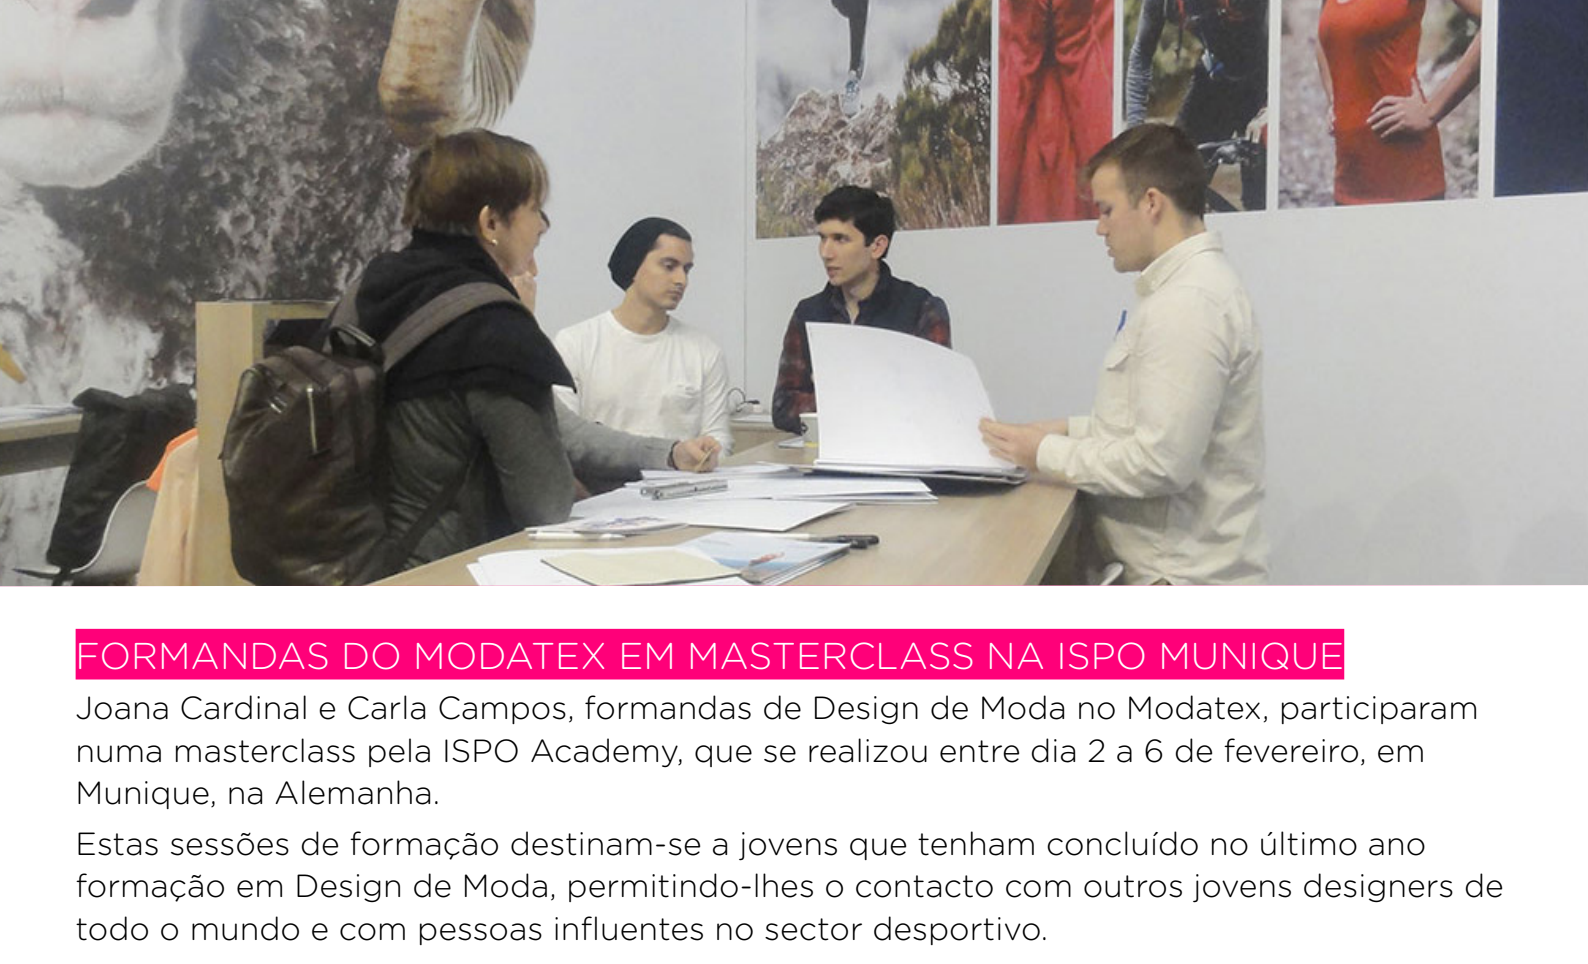 FORMANDAS DO MODATEX EM MASTERCLASS NA ISPO MUNIQUE
Joana Cardinal e Carla Campos, formandas de Design de Moda no Modatex, participaram
numa masterclass pela ISPO Academy, que se realizou entre dia 2 a 6 de fevereiro, em
Munique, na Alemanha.
Estas sessões de formação destinam-se a jovens que tenham concluído no último ano
formação em Design de Moda, permitindo-lhes o contacto com outros jovens designers de
todo o mundo e com pessoas influentes no sector desportivo.